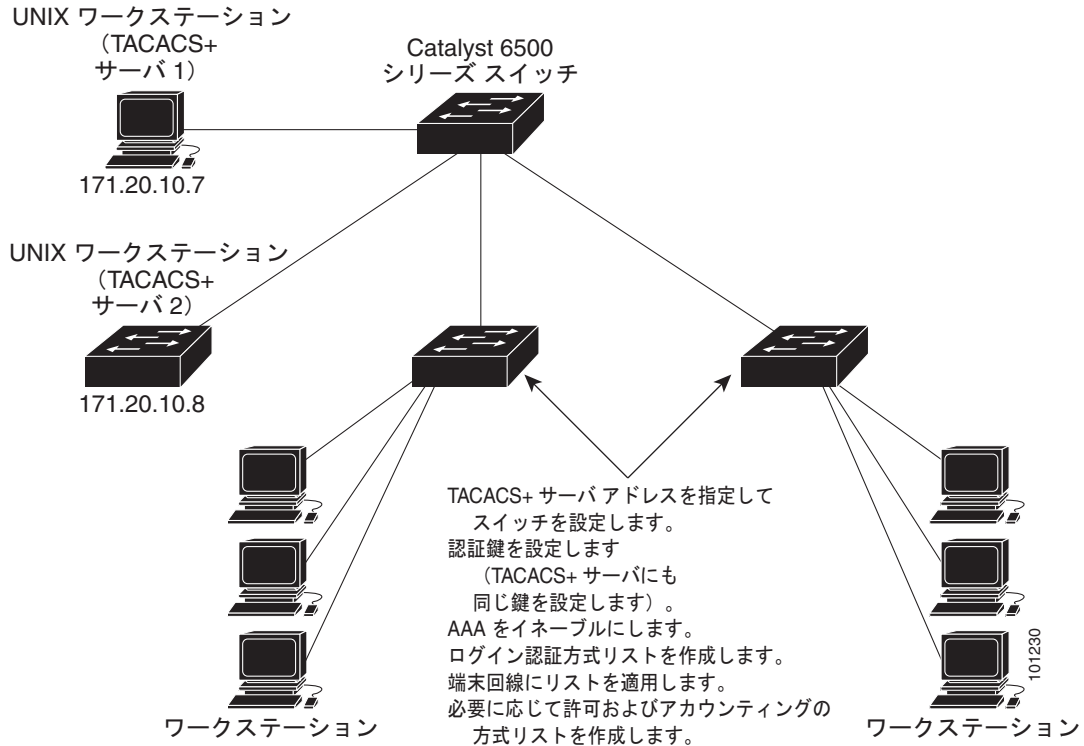 UNIX ワークステーション
（TACACS+
サーバ 1）
Catalyst 6500
シリーズ スイッチ
171.20.10.7
UNIX ワークステーション
（TACACS+
サーバ 2）
171.20.10.8
TACACS+ サーバ アドレスを指定して
スイッチを設定します。
認証鍵を設定します
（TACACS+ サーバにも
同じ鍵を設定します）。
AAA をイネーブルにします。
ログイン認証方式リストを作成します。
端末回線にリストを適用します。
必要に応じて許可およびアカウンティングの
方式リストを作成します。
ワークステーション
ワークステーション
101230